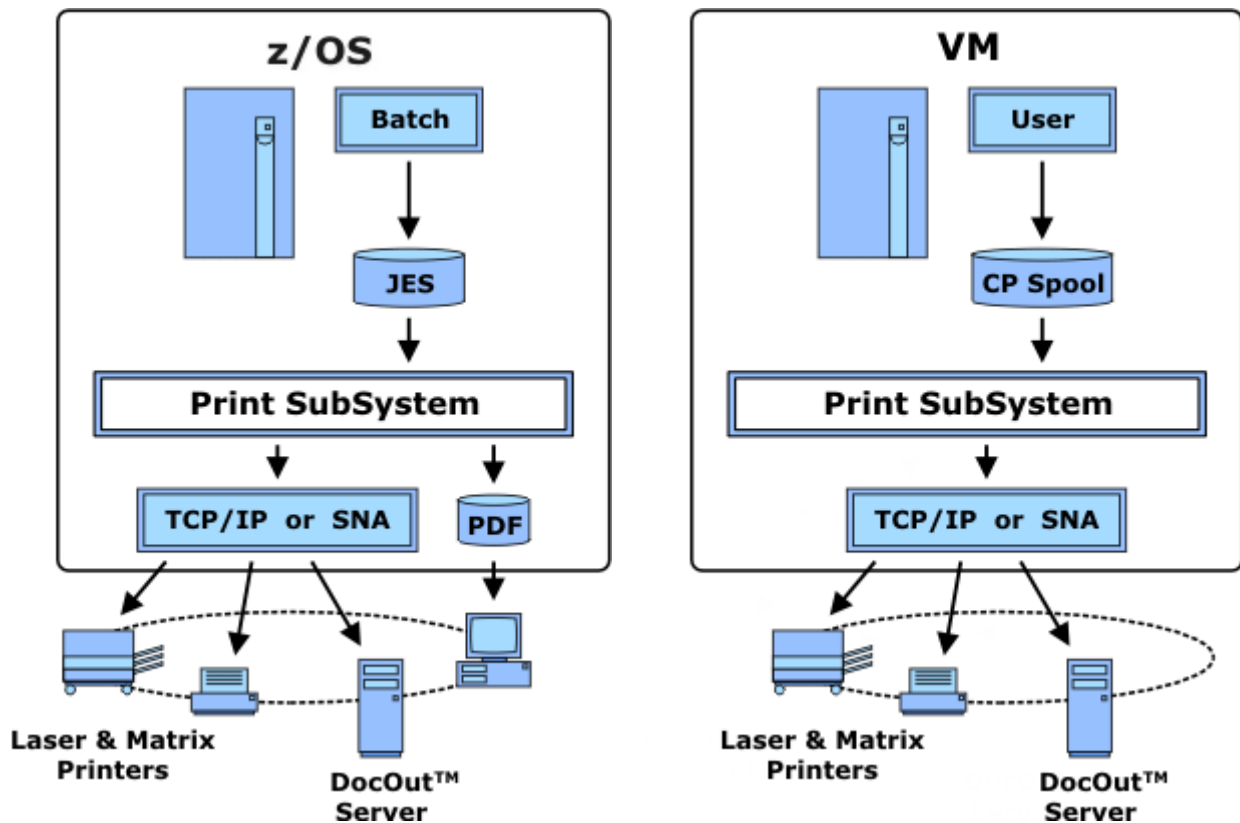 z/OS
Batch
JES
Print SubSystem
TCP/IP or SNA
PDF
Laser & Matrix
Printers
DocOut™
Server
VM
User
CP Spool
Print SubSystem
TCP/IP or SNA
Laser & Matrix
Printers
DocOut™
Server